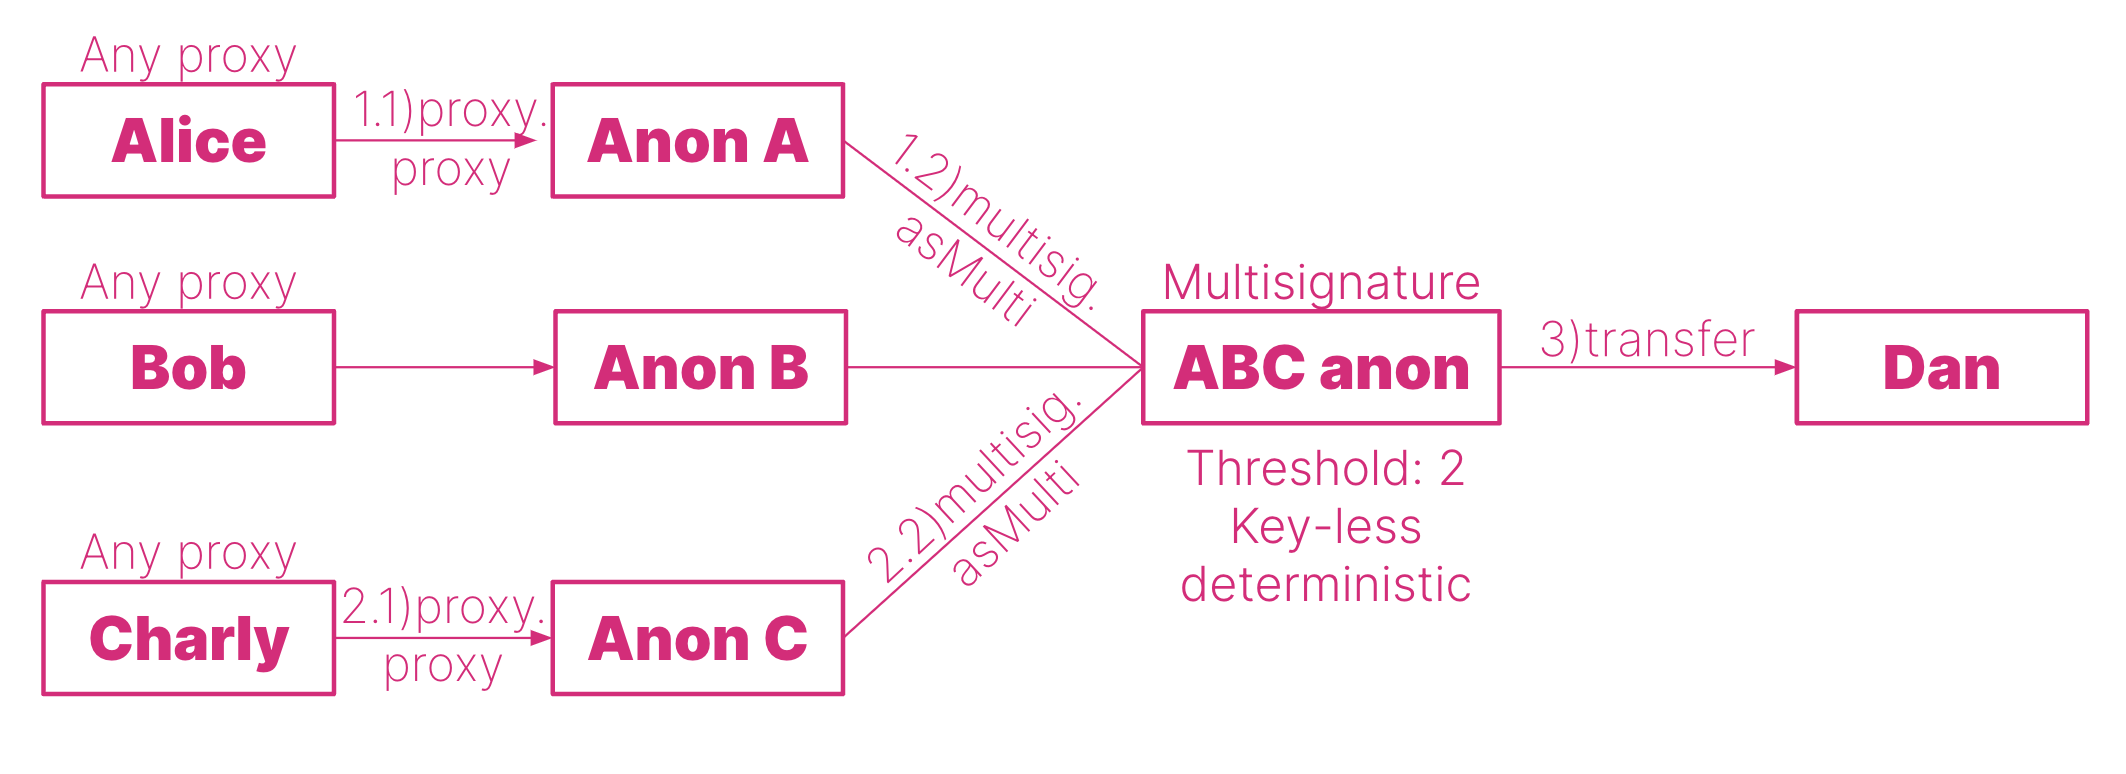 Any proxy
Alice
1.1)proxy.
proxy
Anon A
1.2)multisig.
asMulti
Any proxy
Bob
Anon B
Multisignature
ABC anon
Threshold: 2
Key-less
deterministic
3)transfer
Dan
Any proxy
Charly
2.1)proxy.
proxy
Anon C
2.2)multisig.
asMulti